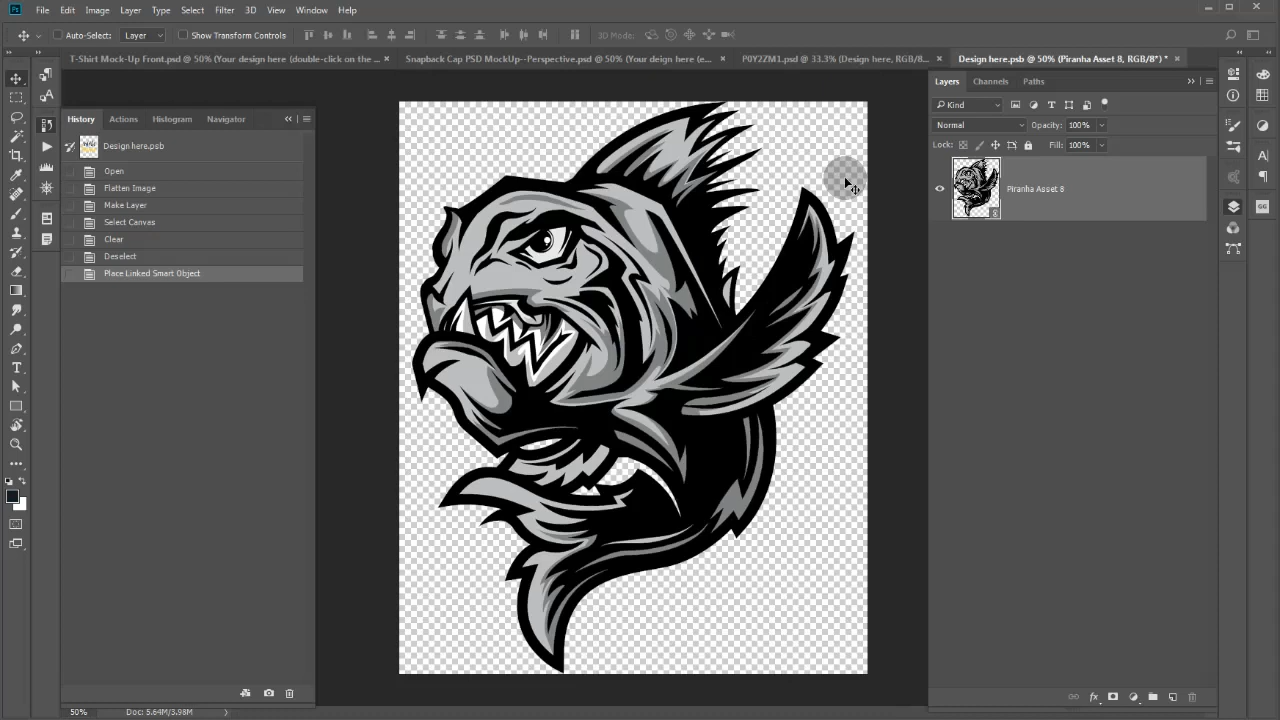 Ps File Edit Image Layer Type Select Filter 3D View Window Help
Auto-Select: Layer Show Transform Controls 3D Mode:
T-Shirt Mock-Up Front.psd @ 50% (Your design here (double-click on the ... × Snapback Cap PSD MockUp--Perspective.psd @ 50% (Your deign here (e... × P0Y2ZM1.psd @ 33.3% (Design here, RGB/8... × Design here.psb @ 50% (Piranha Asset 8, RGB/8*) * ×
History Actions Histogram Navigator
Design here.psb
Open
Flatten Image
Make Layer
Select Canvas
Clear
Deselect
Place Linked Smart Object
Layers Channels Paths
Kind
Normal Opacity: 100%
Lock: Fill: 100%
Piranha Asset 8
50% Doc: 5.64M/3.98M